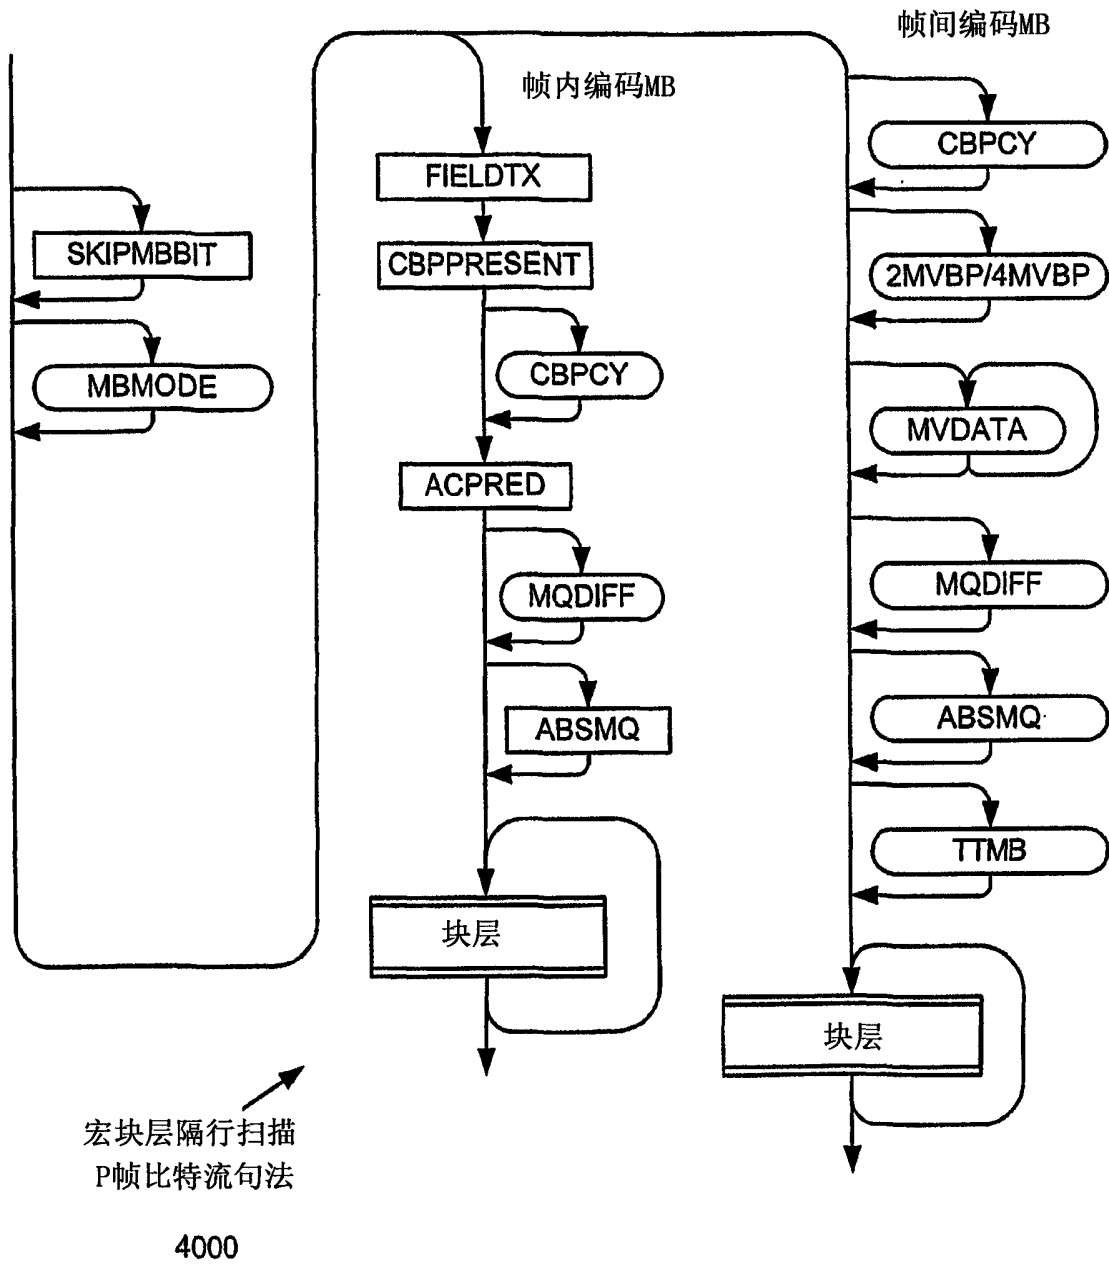 SKIPMBBIT
MBMODE
帧内编码MB
FIELDTX
CBPPRESENT
CBPCY
ACPRED
MQDIFF
ABSMQ
块层
帧间编码MB
CBPCY
2MVBP/4MVBP
MVDATA
MQDIFF
ABSMQ
TTMB
块层
宏块层隔行扫描
P帧比特流句法
4000